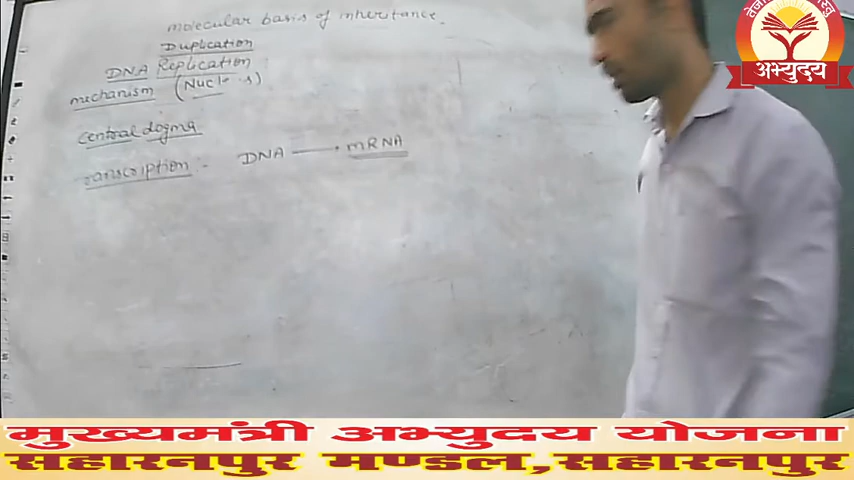 molecular basis of inheritance.
Duplication
DNA Replication
mechanism
central dogma
ranscription - DNA → mRNA
अभ्युदय
मुख्यमंत्री अभ्युदय योजना
सहारनपुर मण्डल,सहारनपुर